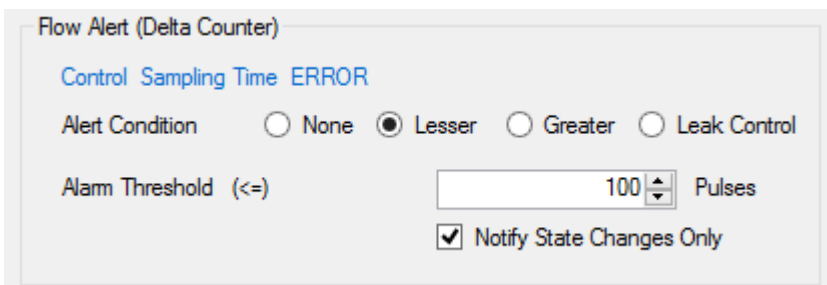 Flow Alert (Delta Counter)
Control Sampling Time ERROR
Alert Condition None Lesser Greater Leak Control
Alarm Threshold (<=) 100 Pulses
Notify State Changes Only